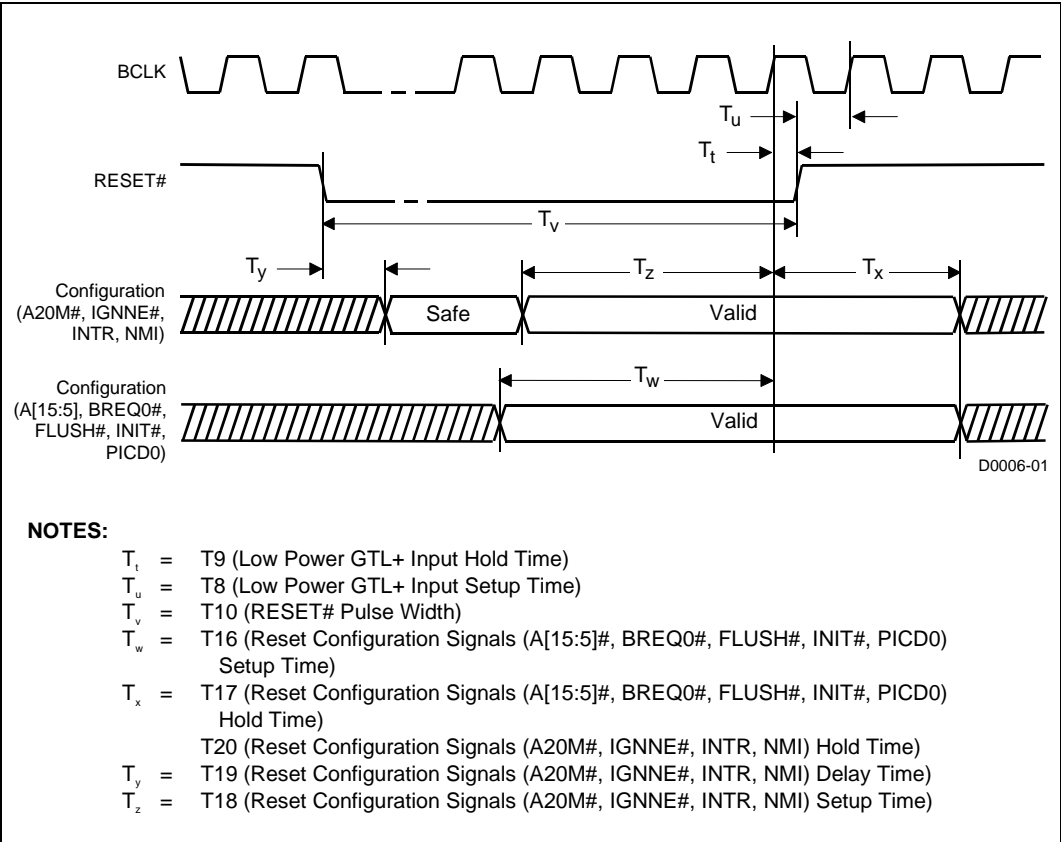 BCLK
Tu
Tt
RESET#
Tv
Ty
Tz
Tx
Configuration
(A20M#, IGNNE#,
INTR, NMI)
Safe
Valid
Tw
Configuration
(A[15:5], BREQ0#,
FLUSH#, INIT#,
PICD0)
Valid
D0006-01
NOTES:
Tt = T9 (Low Power GTL+ Input Hold Time)
Tu = T8 (Low Power GTL+ Input Setup Time)
Tv = T10 (RESET# Pulse Width)
Tw = T16 (Reset Configuration Signals (A[15:5]#, BREQ0#, FLUSH#, INIT#, PICD0)
Setup Time)
Tx = T17 (Reset Configuration Signals (A[15:5]#, BREQ0#, FLUSH#, INIT#, PICD0)
Hold Time)
T20 (Reset Configuration Signals (A20M#, IGNNE#, INTR, NMI) Hold Time)
Ty = T19 (Reset Configuration Signals (A20M#, IGNNE#, INTR, NMI) Delay Time)
Tz = T18 (Reset Configuration Signals (A20M#, IGNNE#, INTR, NMI) Setup Time)